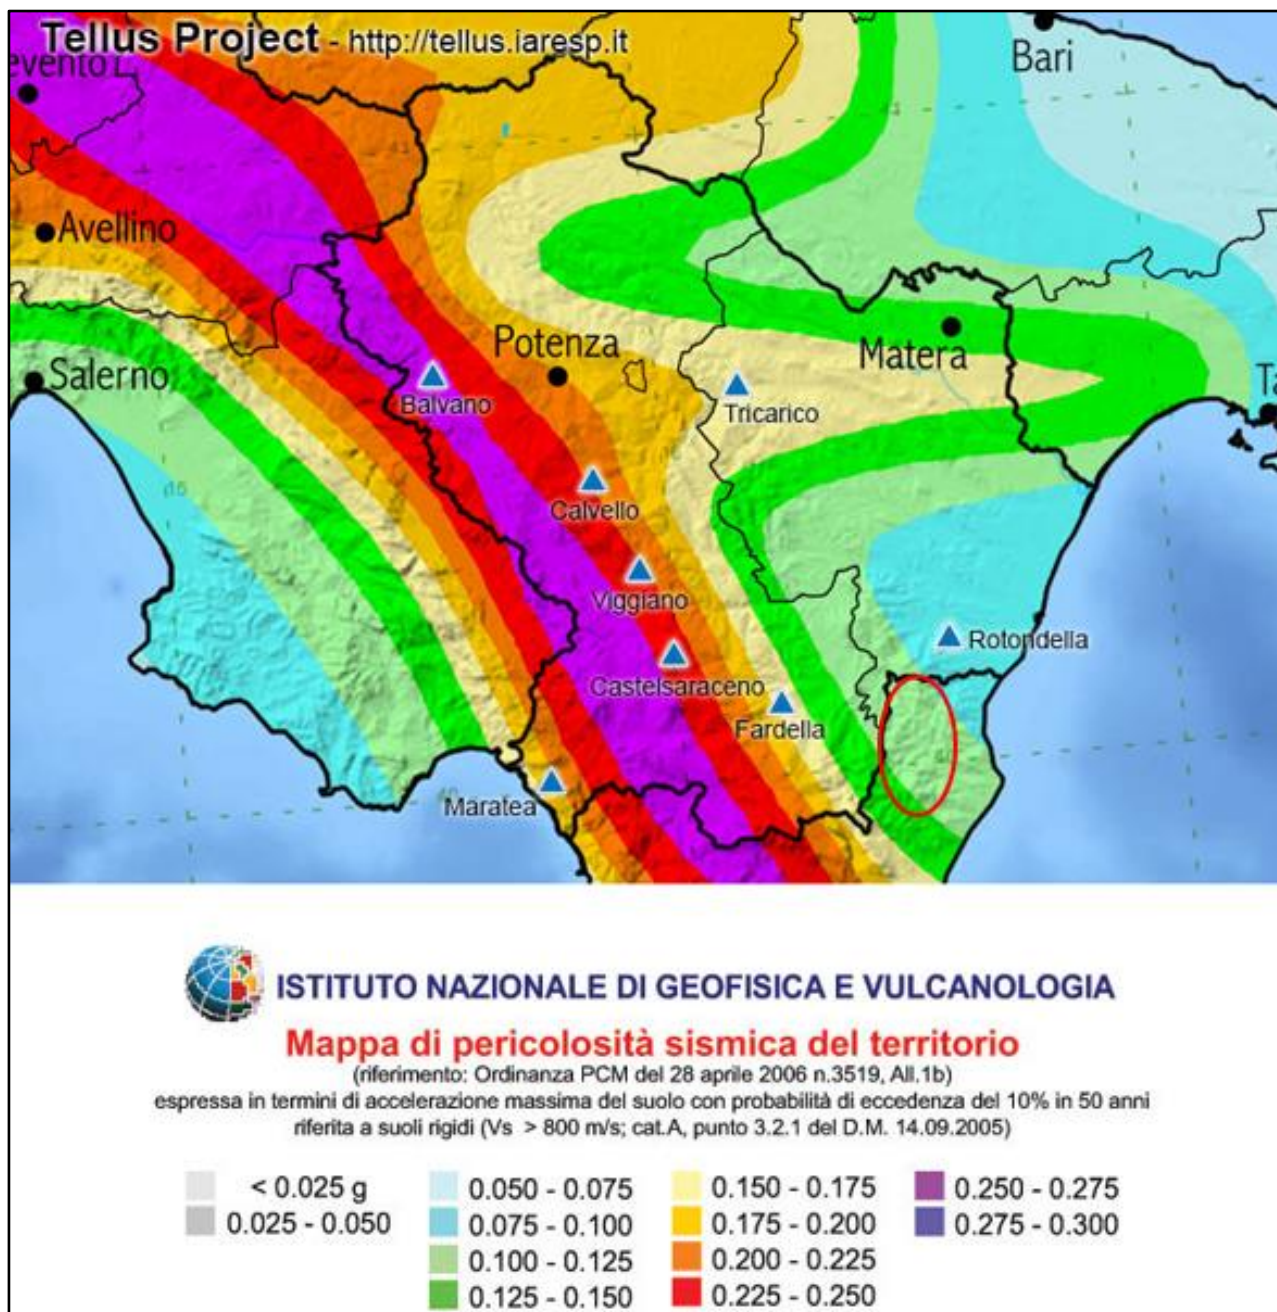 Tellus Project - http://tellus.iaresp.it
evento
Bari
Avellino
Potenza
Matera
Salerno
Balvano
Tricarico
Ta
Calvello
Viggiano
Rotondella
Castelsaraceno
Fardella
Maratea
ISTITUTO NAZIONALE DI GEOFISICA E VULCANOLOGIA
Mappa di pericolosità sismica del territorio
(riferimento: Ordinanza PCM del 28 aprile 2006 n.3519, All.1b)
espressa in termini di accelerazione massima del suolo con probabilità di eccedenza del 10% in 50 anni
riferita a suoli rigidi (Vs > 800 m/s; cat.A, punto 3.2.1 del D.M. 14.09.2005)
< 0.025 g 0.050 - 0.075 0.150 - 0.175 0.250 - 0.275
0.025 - 0.050 0.075 - 0.100 0.175 - 0.200 0.275 - 0.300
0.100 - 0.125 0.200 - 0.225
0.125 - 0.150 0.225 - 0.250